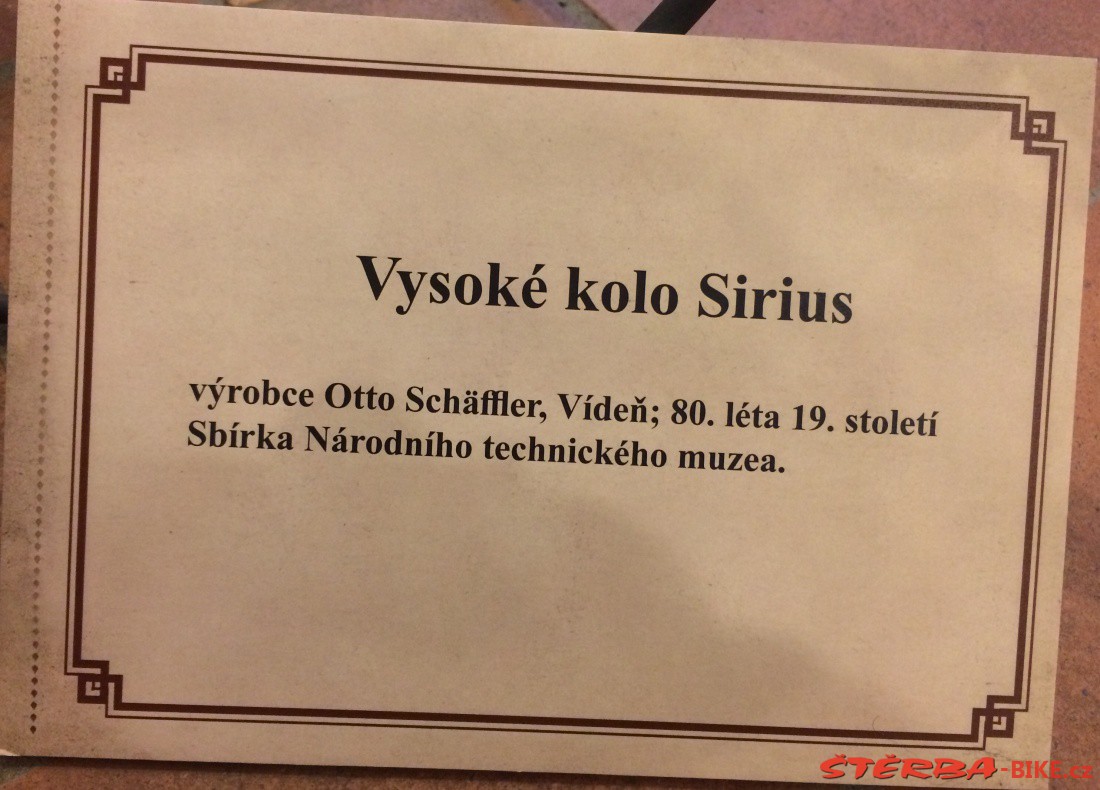 Vysoké kolo Sirius
výrobce Otto Schäffler, Vídeň; 80. léta 19. století
Sbírka Národního technického muzea.
ŠTĚRBA-BIKE.cz